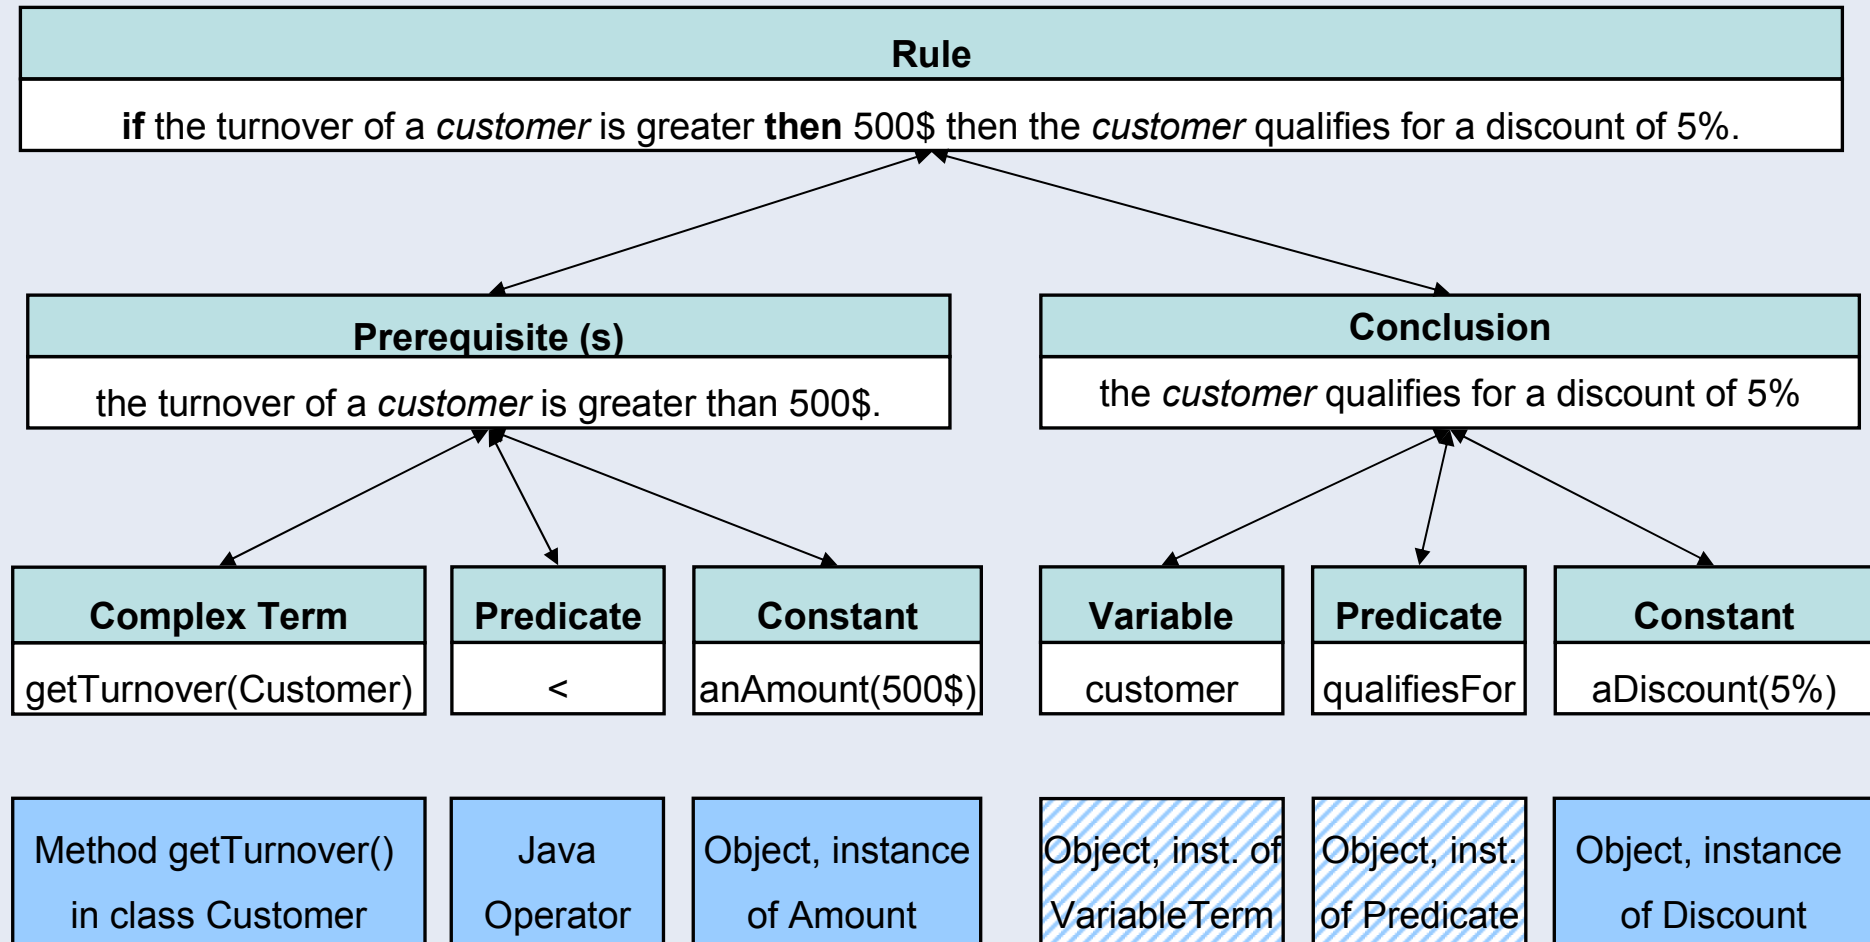 Rule
if the turnover of a customer is greater then 500$ then the customer qualifies for a discount of 5%.
Prerequisite (s)
the turnover of a customer is greater than 500$.
Conclusion
the customer qualifies for a discount of 5%
Complex Term
getTurnover(Customer)
Predicate
<
Constant
anAmount(500$)
Variable
customer
Predicate
qualifiesFor
Constant
aDiscount(5%)
Method getTurnover()
in class Customer
Java
Operator
Object, instance
of Amount
Object, inst. of
VariableTerm
Object, inst.
of Predicate
Object, instance
of Discount